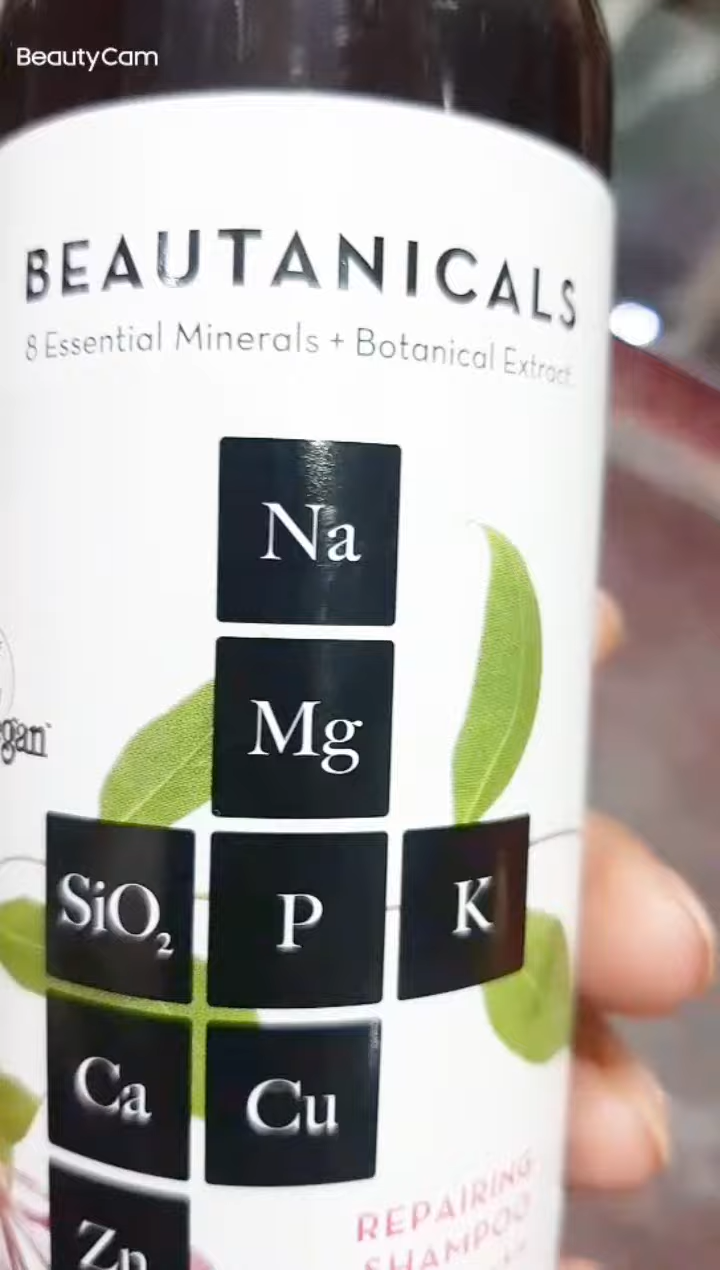 BeautyCam
BEAUTANICALS
8 Essential Minerals + Botanical Extract
Na
Mg
SiO₂ P K
Ca Cu
Zn
REPAIRING
SHAMPOO